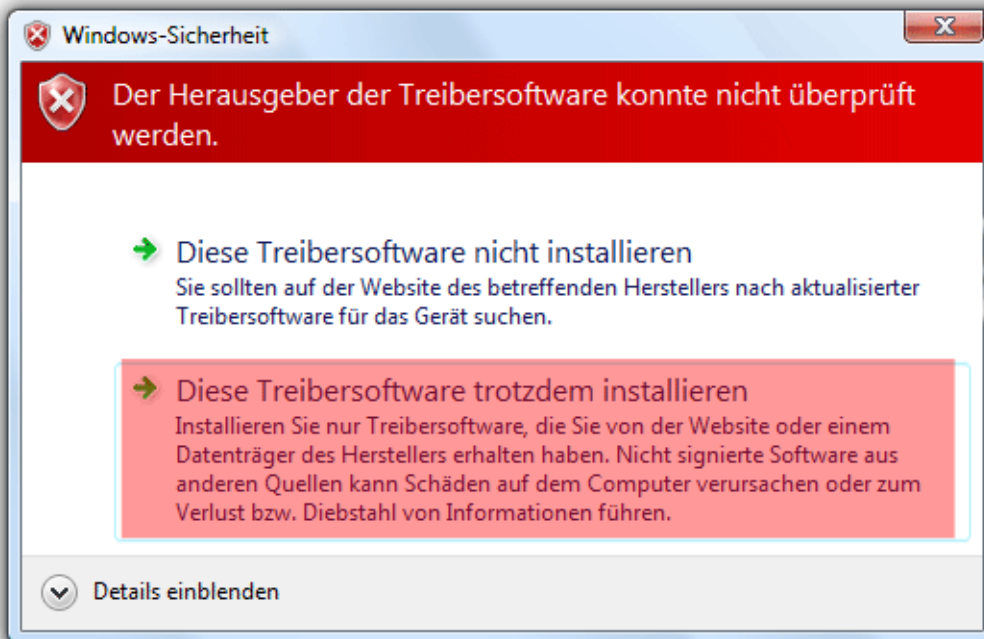 Windows-Sicherheit
Der Herausgeber der Treibersoftware konnte nicht überprüft
werden.
Diese Treibersoftware nicht installieren
Sie sollten auf der Website des betreffenden Herstellers nach aktualisierter
Treibersoftware für das Gerät suchen.
Diese Treibersoftware trotzdem installieren
Installieren Sie nur Treibersoftware, die Sie von der Website oder einem
Datenträger des Herstellers erhalten haben. Nicht signierte Software aus
anderen Quellen kann Schäden auf dem Computer verursachen oder zum
Verlust bzw. Diebstahl von Informationen führen.
Details einblenden